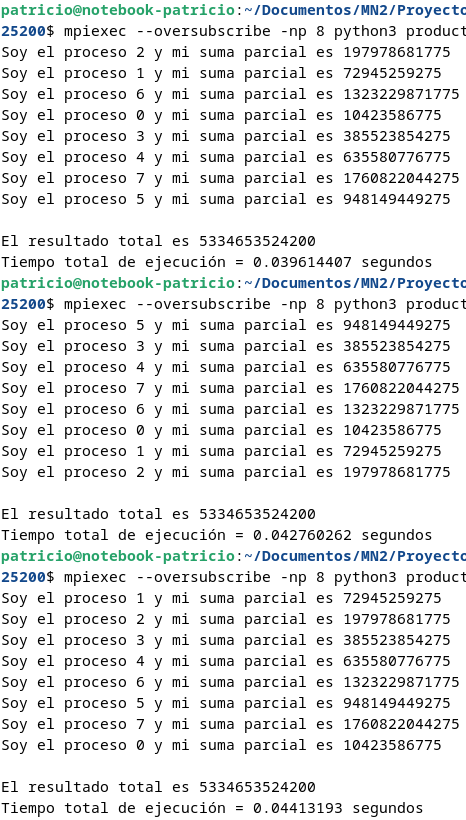 patricio@notebook-patricio:~/Documentos/MN2/Proyecto
25200$ mpiexec --oversubscribe -np 8 python3 product
Soy el proceso 2 y mi suma parcial es 197978681775
Soy el proceso 1 y mi suma parcial es 72945259275
Soy el proceso 6 y mi suma parcial es 1323229871775
Soy el proceso 0 y mi suma parcial es 10423586775
Soy el proceso 3 y mi suma parcial es 385523854275
Soy el proceso 4 y mi suma parcial es 635580776775
Soy el proceso 7 y mi suma parcial es 1760822044275
Soy el proceso 5 y mi suma parcial es 948149449275

El resultado total es 5334653524200
Tiempo total de ejecución = 0.039614407 segundos
patricio@notebook-patricio:~/Documentos/MN2/Proyecto
25200$ mpiexec --oversubscribe -np 8 python3 product
Soy el proceso 5 y mi suma parcial es 948149449275
Soy el proceso 3 y mi suma parcial es 385523854275
Soy el proceso 4 y mi suma parcial es 635580776775
Soy el proceso 7 y mi suma parcial es 1760822044275
Soy el proceso 6 y mi suma parcial es 1323229871775
Soy el proceso 0 y mi suma parcial es 10423586775
Soy el proceso 1 y mi suma parcial es 72945259275
Soy el proceso 2 y mi suma parcial es 197978681775

El resultado total es 5334653524200
Tiempo total de ejecución = 0.042760262 segundos
patricio@notebook-patricio:~/Documentos/MN2/Proyecto
25200$ mpiexec --oversubscribe -np 8 python3 product
Soy el proceso 1 y mi suma parcial es 72945259275
Soy el proceso 2 y mi suma parcial es 197978681775
Soy el proceso 3 y mi suma parcial es 385523854275
Soy el proceso 4 y mi suma parcial es 635580776775
Soy el proceso 6 y mi suma parcial es 1323229871775
Soy el proceso 5 y mi suma parcial es 948149449275
Soy el proceso 7 y mi suma parcial es 1760822044275
Soy el proceso 0 y mi suma parcial es 10423586775

El resultado total es 5334653524200
Tiempo total de ejecución = 0.04413193 segundos